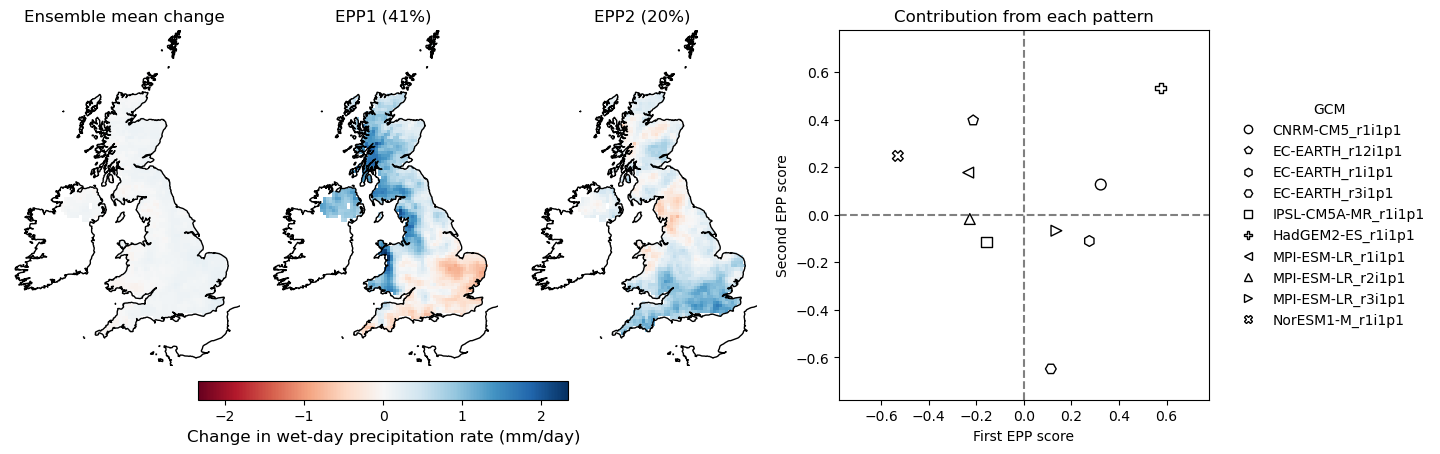 Ensemble mean change
EPP1 (41%)
EPP2 (20%)
−2
−1
0
1
2
Change in wet-day precipitation rate (mm/day)
Contribution from each pattern
Second EPP score
0.6
0.4
0.2
0.0
−0.2
−0.4
−0.6
−0.6
−0.4
−0.2
0.0
0.2
0.4
0.6
First EPP score
GCM
CNRM-CM5_r1i1p1
EC-EARTH_r12i1p1
EC-EARTH_r1i1p1
EC-EARTH_r3i1p1
IPSL-CM5A-MR_r1i1p1
HadGEM2-ES_r1i1p1
MPI-ESM-LR_r1i1p1
MPI-ESM-LR_r2i1p1
MPI-ESM-LR_r3i1p1
NorESM1-M_r1i1p1